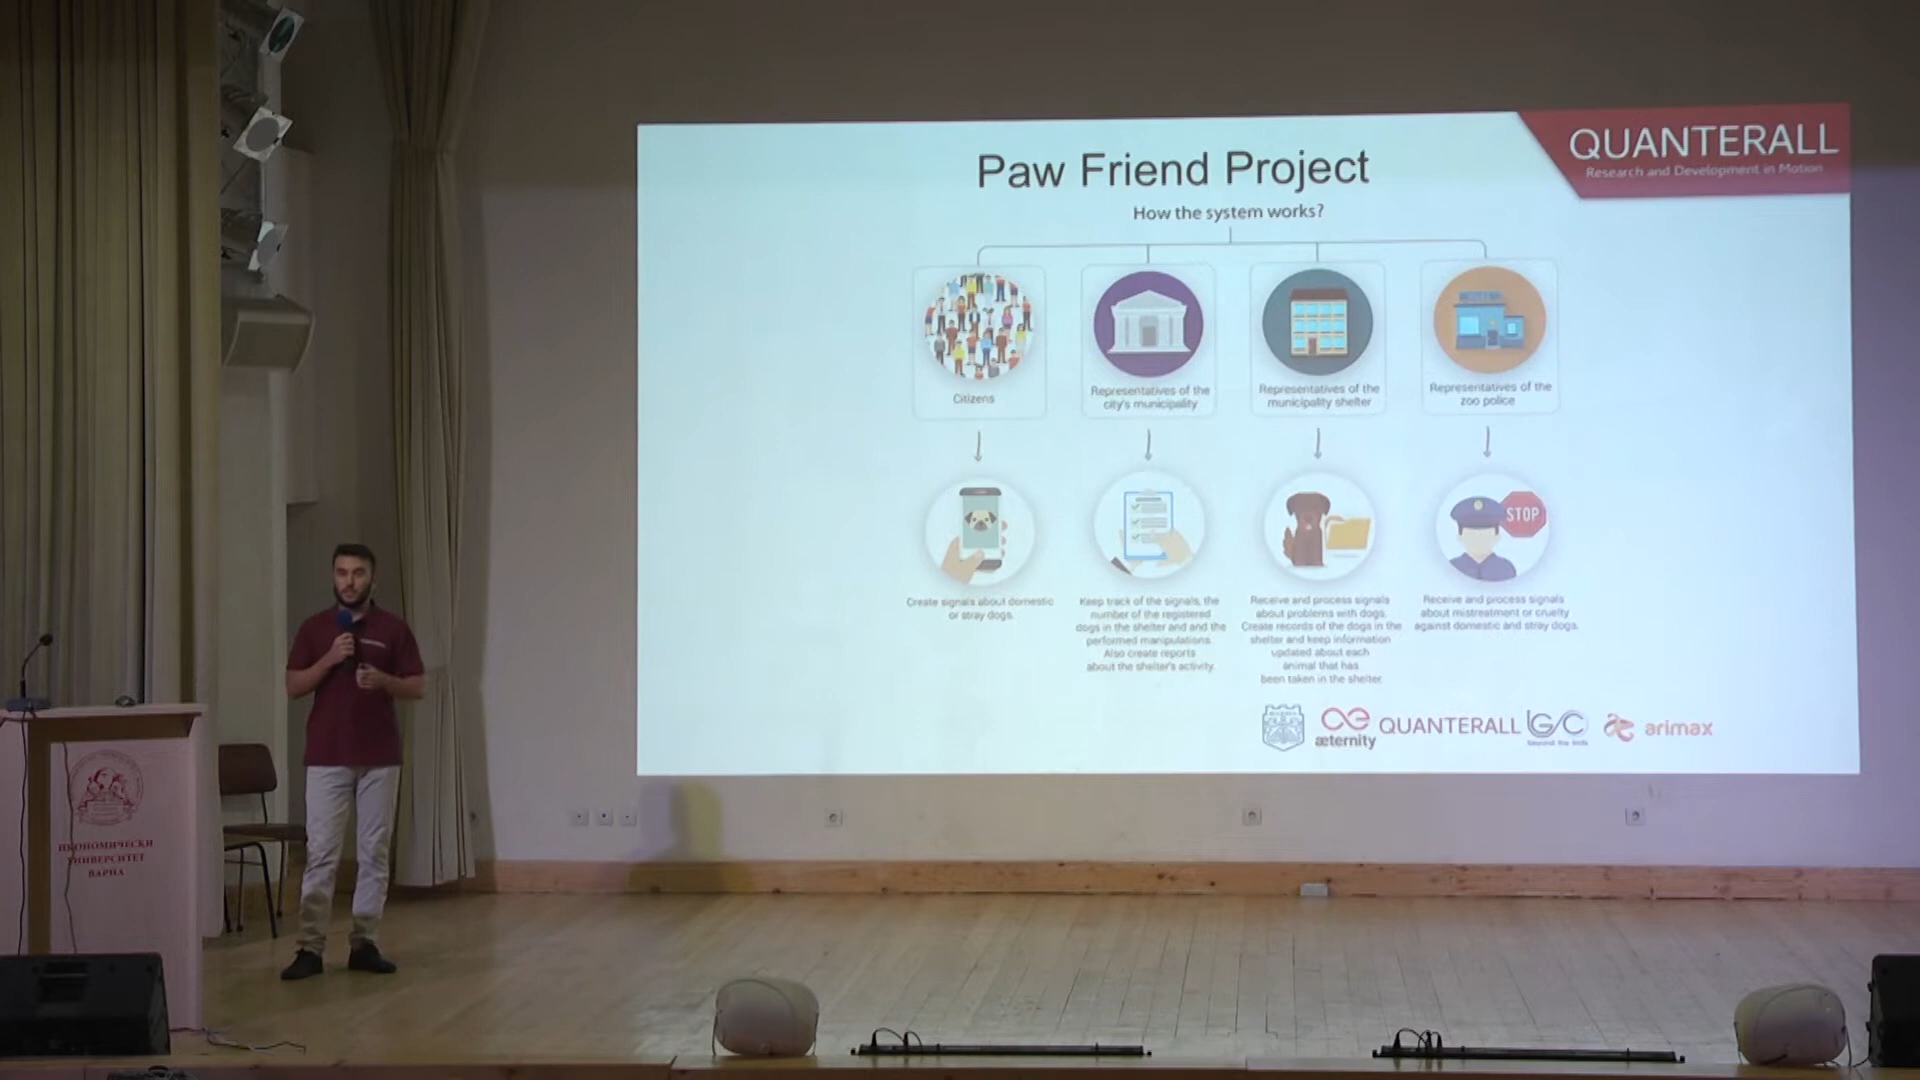 QUANTERALL
Research and Development in Motion
Paw Friend Project
How the system works?
Citizens
Representatives of the
city's municipality
Representatives of the
municipality shelter
Representatives of the
zoo police
STOP
Create signals about domestic
or stray dogs.
Keep track of the signals, the
number of the registered
dogs in the shelter and and the
performed manipulations.
Also create reports
about the shelter's activity.
Receive and process signals
about problems with dogs.
Create records of the dogs in the
shelter and keep information
updated about each
animal that has
been taken in the shelter.
Receive and process signals
about mistreatment or cruelty
against domestic and stray dogs.
æternity
QUANTERALL
arimax
ИКОНОМИЧЕСКИ
УНИВЕРСИТЕТ
ВАРНА